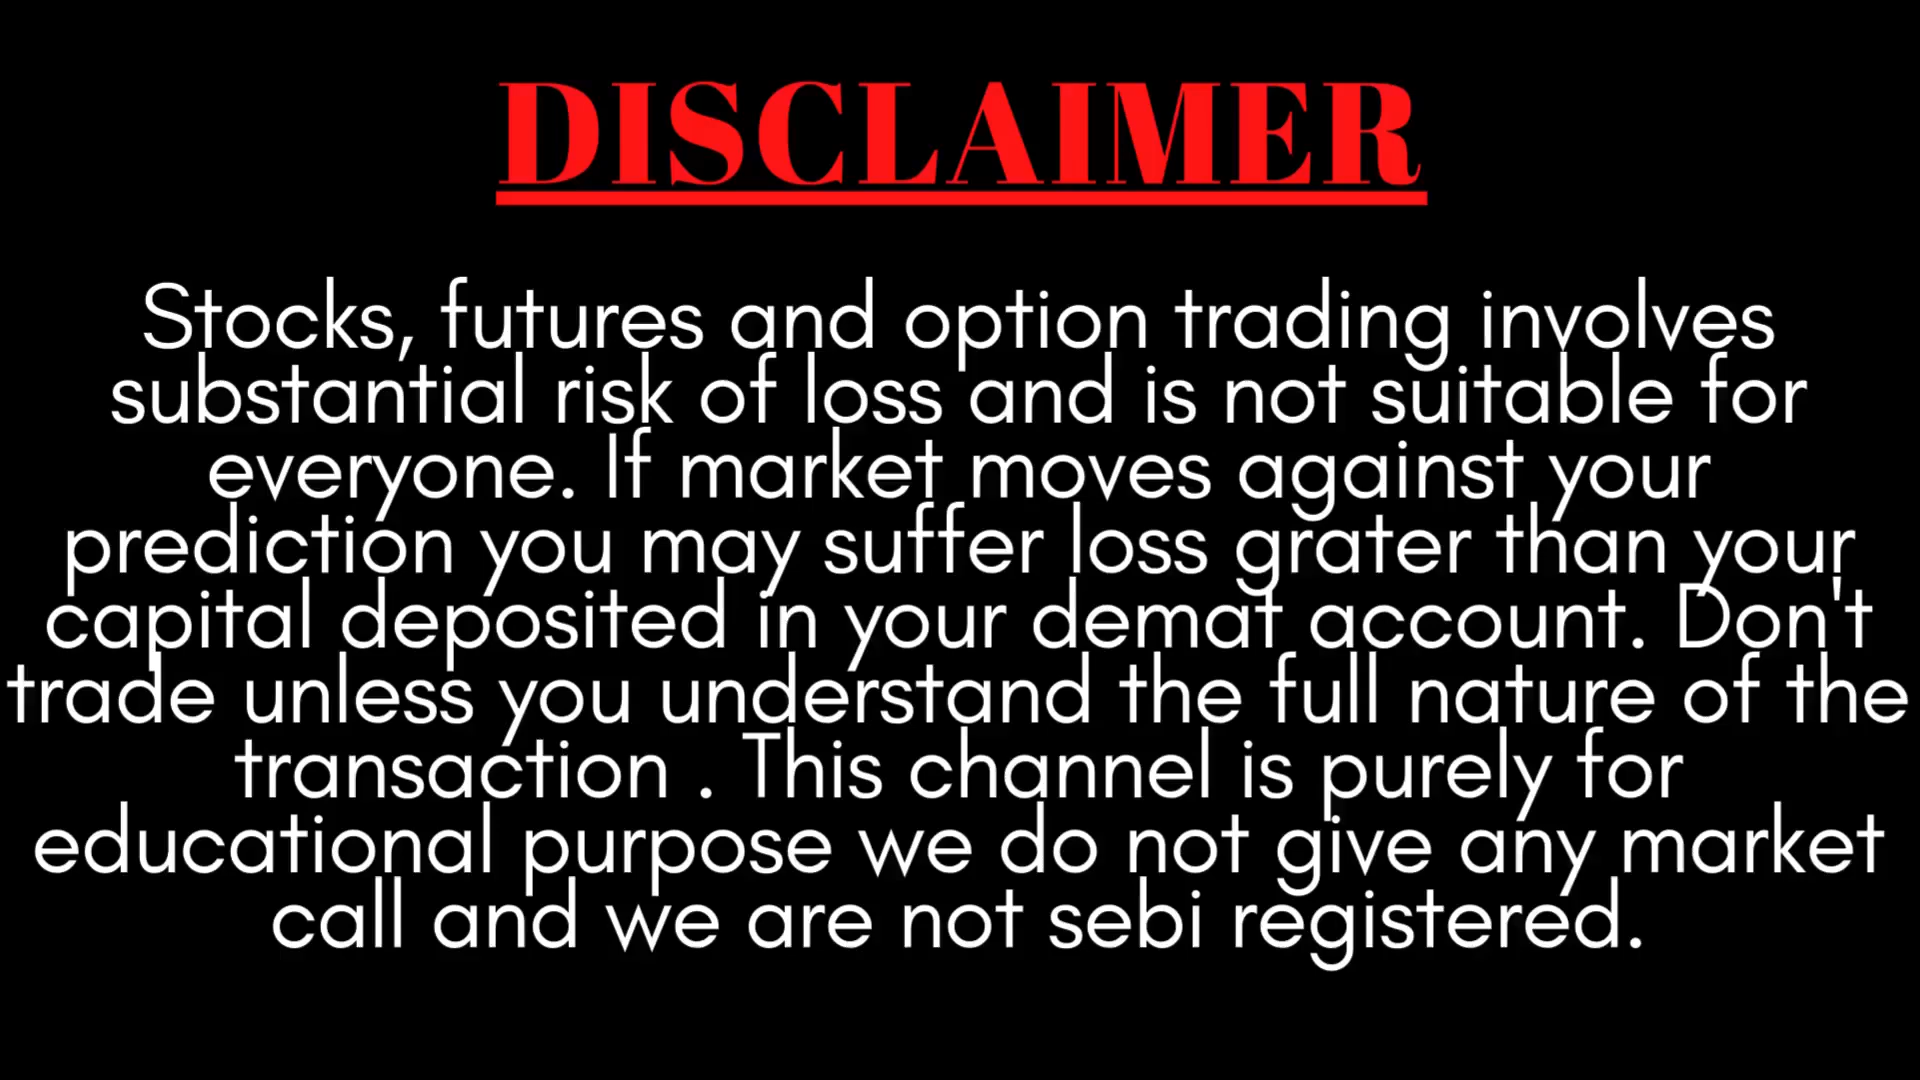 DISCLAIMER
Stocks, futures and option trading involves
substantial risk of loss and is not suitable for
everyone. If market moves against your
prediction you may suffer loss grater than your
capital deposited in your demat account. Don't
trade unless you understand the full nature of the
transaction . This channel is purely for
educational purpose we do not give any market
call and we are not sebi registered.